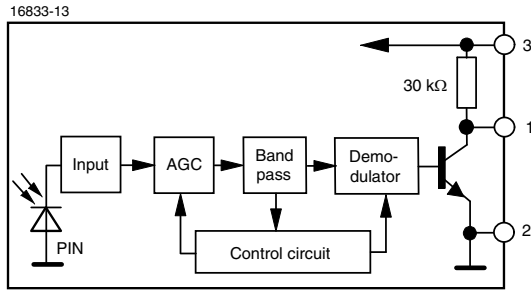 16833-13
3
30 kΩ
1
Input
AGC
Band
pass
Demo-
dulator
2
PIN
Control circuit